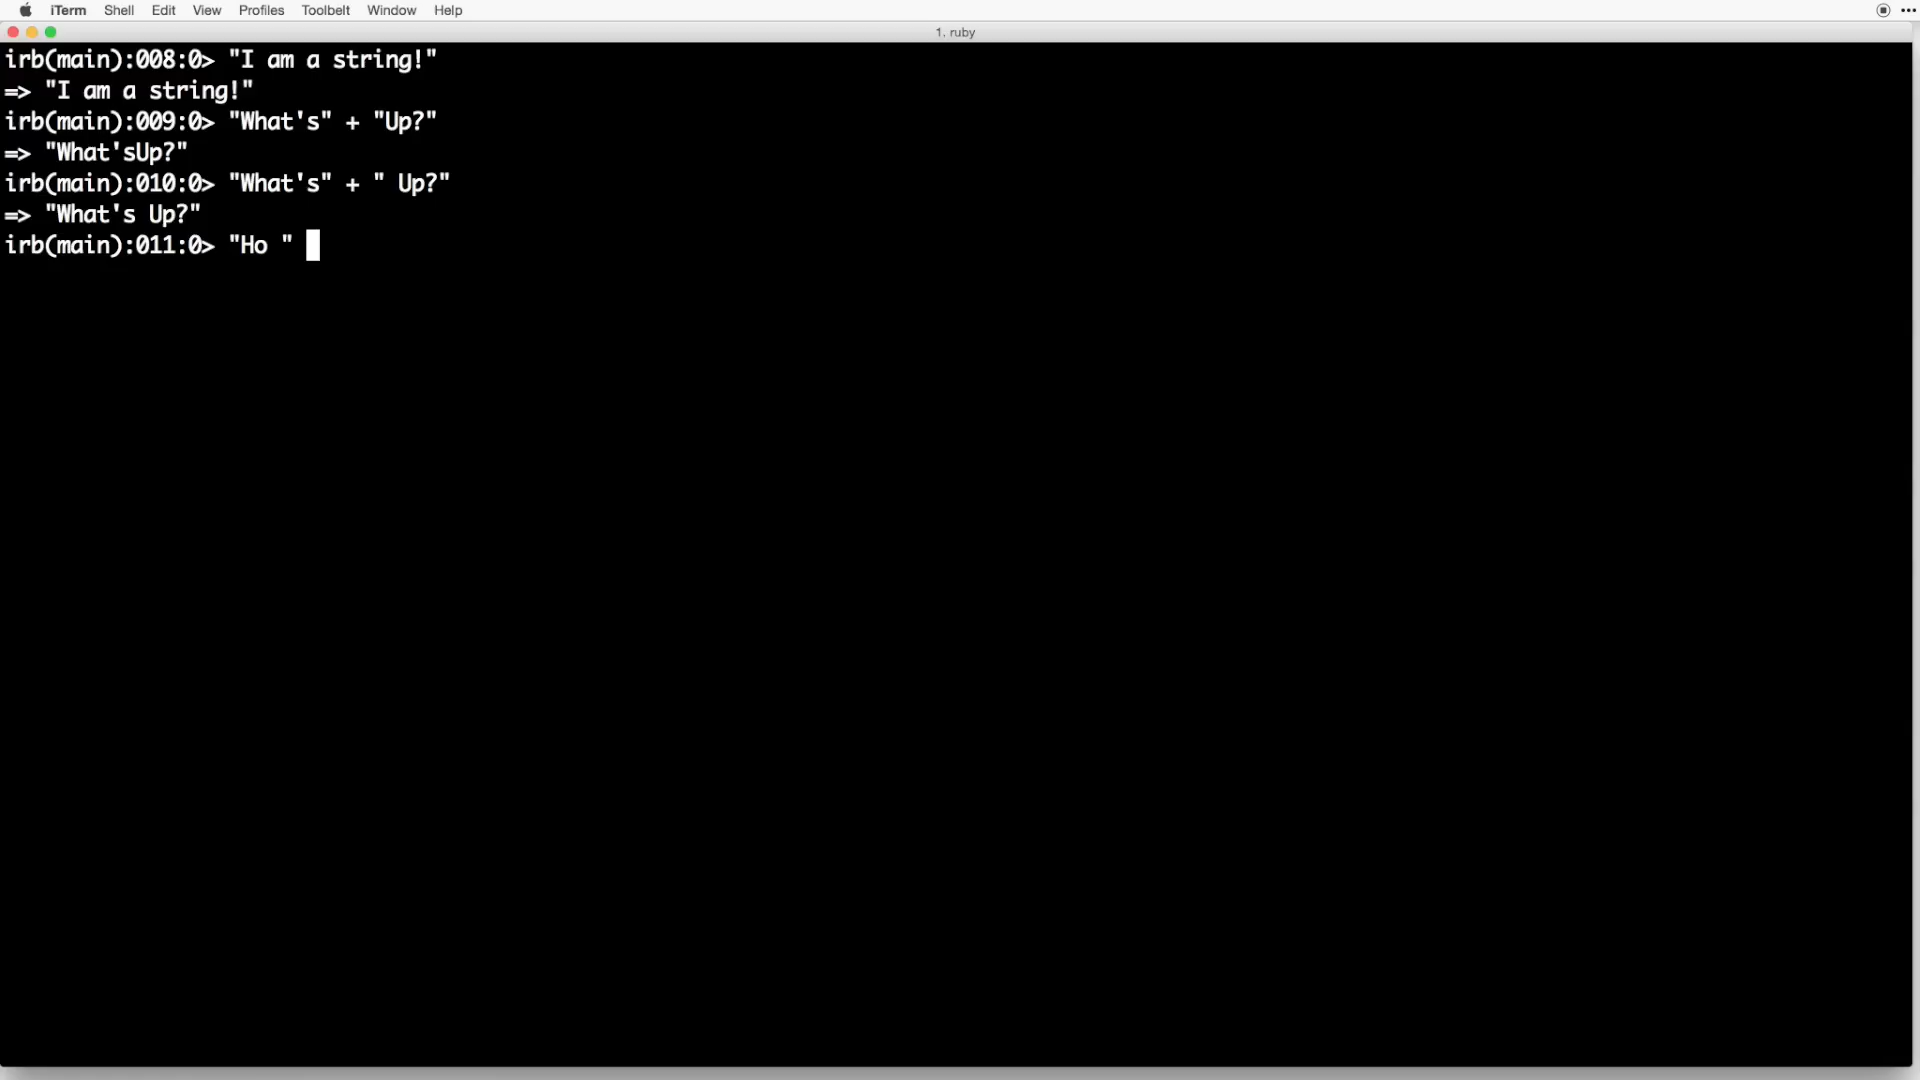 iTerm Shell Edit View Profiles Toolbelt Window Help
1. ruby
irb(main):008:0> "I am a string!"
=> "I am a string!"
irb(main):009:0> "What's" + "Up?"
=> "What'sUp?"
irb(main):010:0> "What's" + " Up?"
=> "What's Up?"
irb(main):011:0> "Ho "